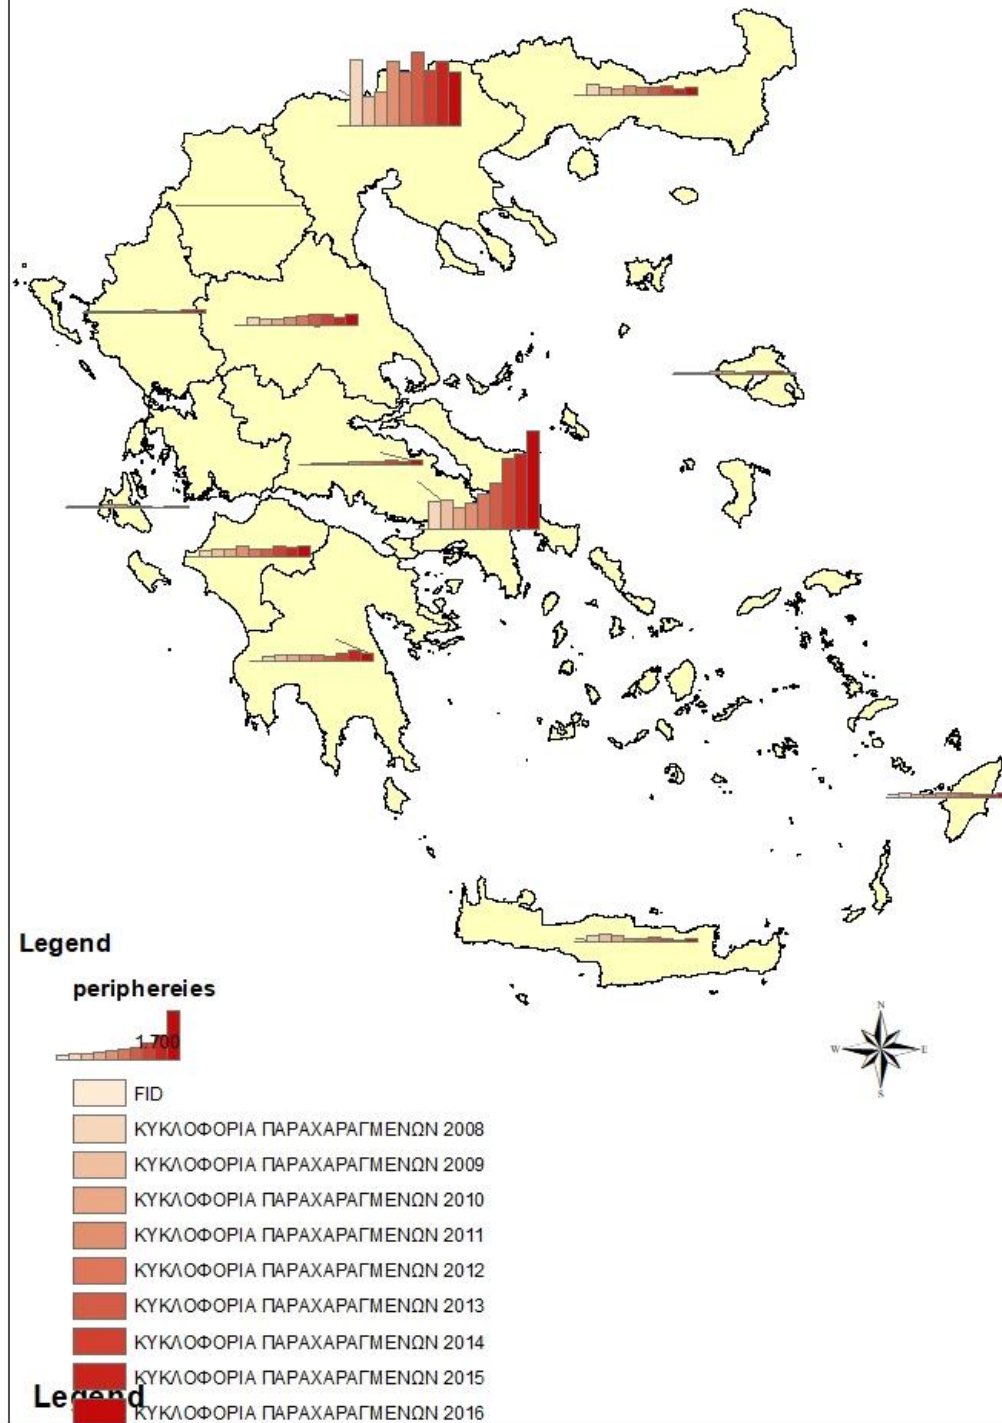 N
W
E
S
Legend
periphereies
1.700
FID
ΚΥΚΛΟΦΟΡΙΑ ΠΑΡΑΧΑΡΑΓΜΕΝΩΝ 2008
ΚΥΚΛΟΦΟΡΙΑ ΠΑΡΑΧΑΡΑΓΜΕΝΩΝ 2009
ΚΥΚΛΟΦΟΡΙΑ ΠΑΡΑΧΑΡΑΓΜΕΝΩΝ 2010
ΚΥΚΛΟΦΟΡΙΑ ΠΑΡΑΧΑΡΑΓΜΕΝΩΝ 2011
ΚΥΚΛΟΦΟΡΙΑ ΠΑΡΑΧΑΡΑΓΜΕΝΩΝ 2012
ΚΥΚΛΟΦΟΡΙΑ ΠΑΡΑΧΑΡΑΓΜΕΝΩΝ 2013
ΚΥΚΛΟΦΟΡΙΑ ΠΑΡΑΧΑΡΑΓΜΕΝΩΝ 2014
ΚΥΚΛΟΦΟΡΙΑ ΠΑΡΑΧΑΡΑΓΜΕΝΩΝ 2015
Legend
ΚΥΚΛΟΦΟΡΙΑ ΠΑΡΑΧΑΡΑΓΜΕΝΩΝ 2016